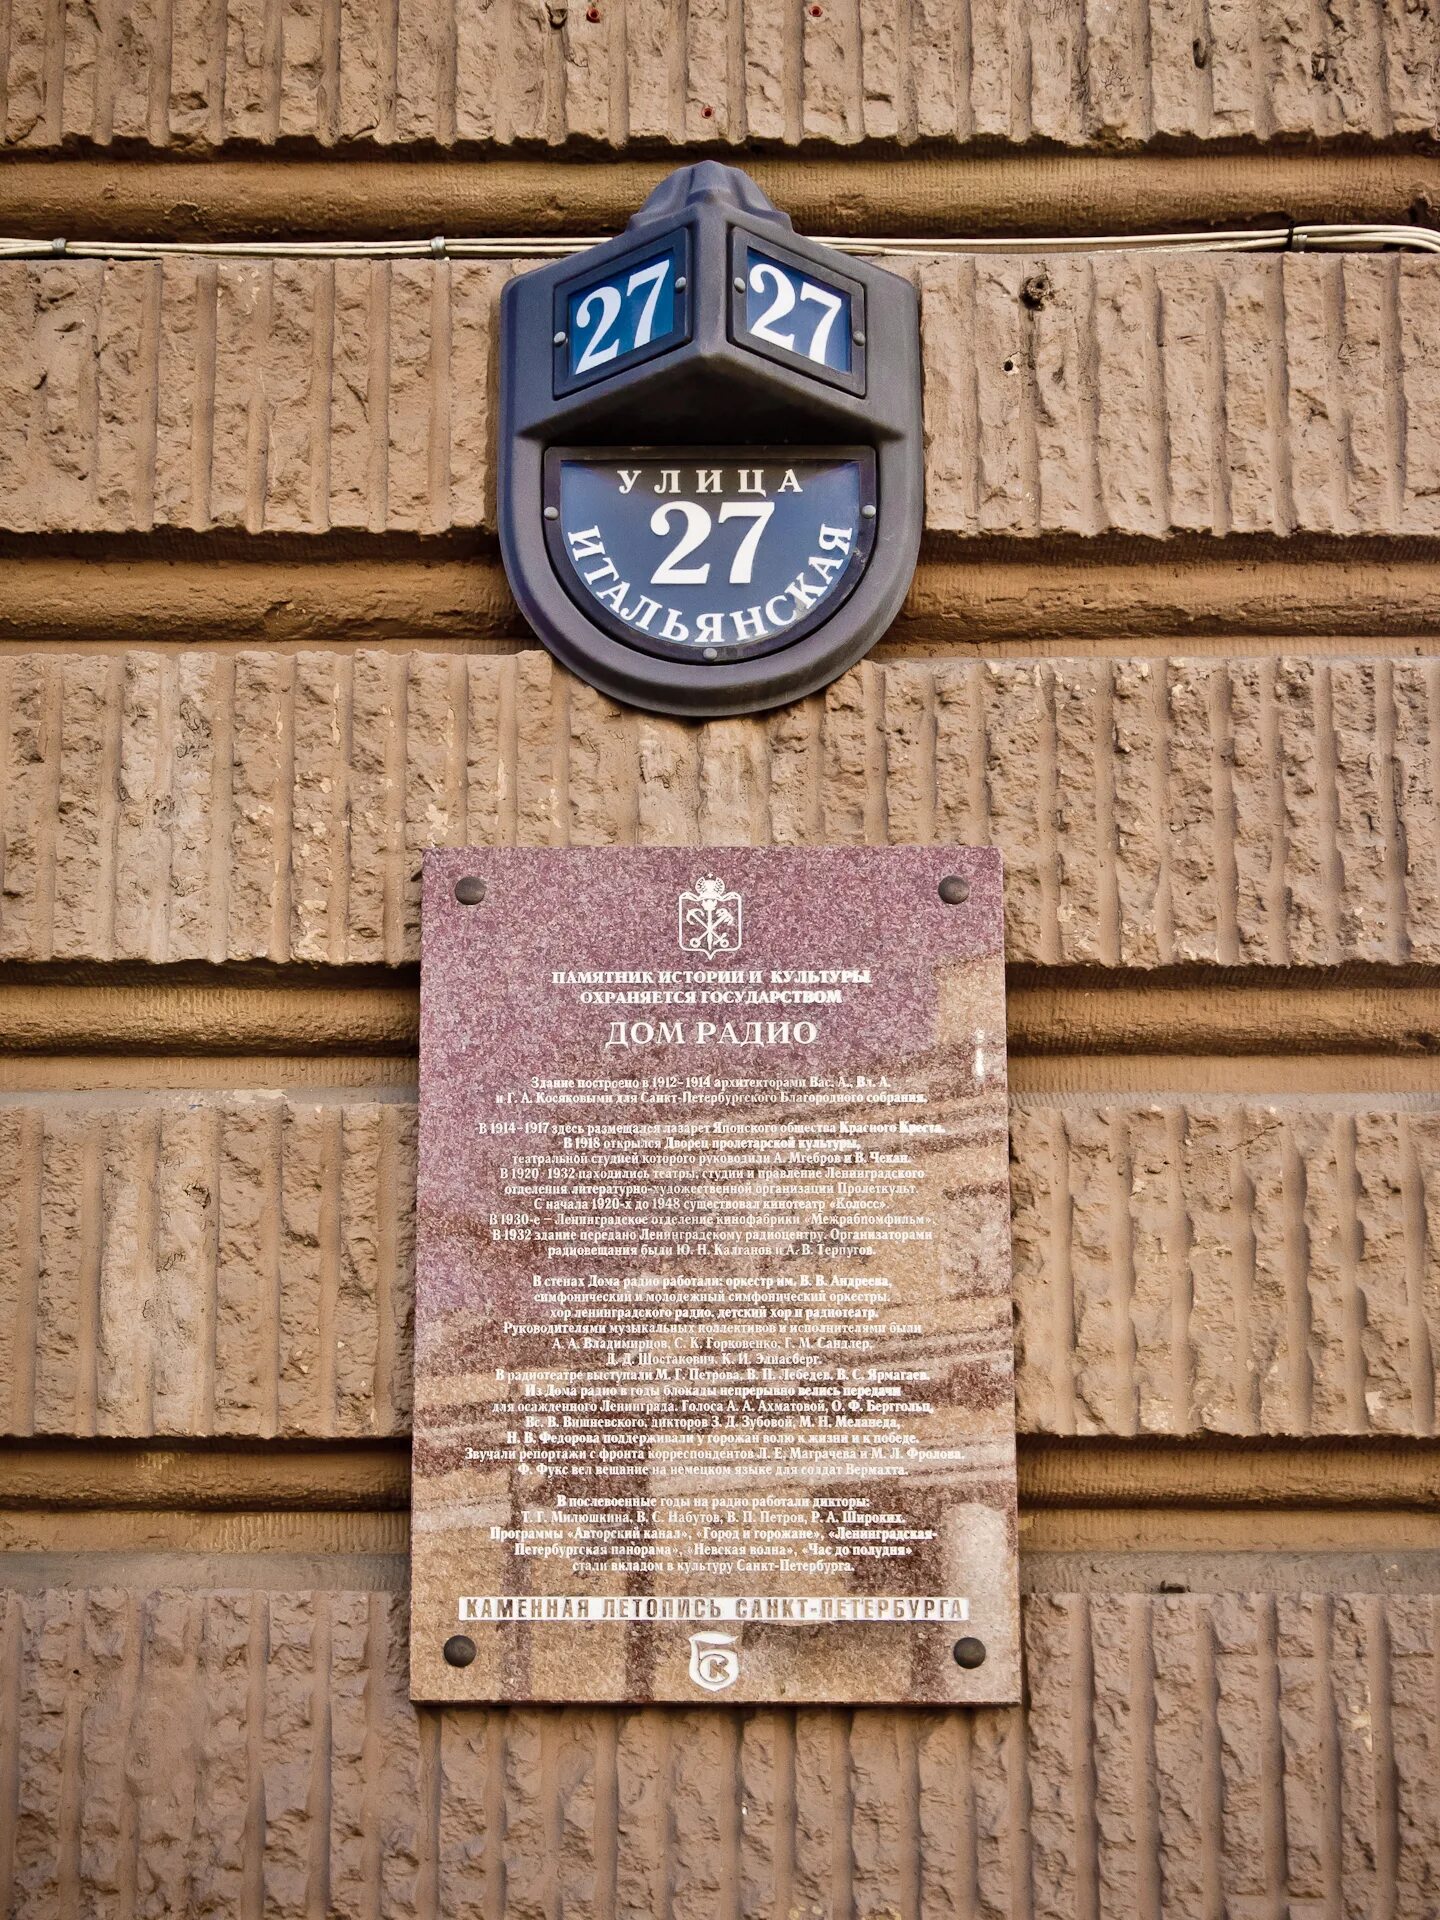 27 27
УЛИЦА
27
ИТАЛЬЯНСКАЯ
ПАМЯТНИК ИСТОРИИ И КУЛЬТУРЫ
ОХРАНЯЕТСЯ ГОСУДАРСТВОМ
ДОМ РАДИО
Здание построено в 1912–1914 архитекторами Вас. А., Вл. А.
и Г. А. Косяковыми для Санкт-Петербургского Благородного собрания.
В 1914–1917 здесь размещался лазарет Японского общества Красного Креста.
В 1918 открылся Дворец пролетарской культуры,
театральной студией которого руководили А. Мгебров и В. Чекан.
В 1920–1932 находились театры, студии и правление Ленинградского
отделения литературно-художественной организации Пролеткульт.
С начала 1920-х до 1948 существовал кинотеатр «Колосс».
В 1930-е – Ленинградское отделение кинофабрики «Межрабпомфильм».
В 1932 здание передано Ленинградскому радиоцентру. Организаторами
радиовещания были Ю. Н. Калганов и А. В. Терпугов.
В стенах Дома радио работали: оркестр им. В. В. Андреева,
симфонический и молодежный симфонический оркестры,
хор ленинградского радио, детский хор и радиотеатр.
Руководителями музыкальных коллективов и исполнителями были
А. А. Владимирцов, С. К. Горковенко, Г. М. Сандлер,
Д. Д. Шостакович, К. И. Элиасберг.
В радиотеатре выступали М. Г. Петрова, В. П. Лебедев, В. С. Ярмагаев.
Из Дома радио в годы блокады непрерывно велись передачи
для осажденного Ленинграда. Голоса А. А. Ахматовой, О. Ф. Берггольц,
Вс. В. Вишневского, дикторов З. Д. Зубовой, М. Н. Меланеда,
Н. В. Федорова поддерживали у горожан волю к жизни и к победе.
Звучали репортажи с фронта корреспондентов Л. Е. Маграчева и М. Л. Фролова.
Ф. Фукс вел вещание на немецком языке для солдат Вермахта.
В послевоенные годы на радио работали дикторы:
Т. Г. Милюшкина, В. С. Набутов, В. П. Петров, Р. А. Широких.
Программы «Авторский канал», «Город и горожане», «Ленинградская-
Петербургская панорама», «Невская волна», «Час до полудня»
стали вкладом в культуру Санкт-Петербурга.
КАМЕННАЯ ЛЕТОПИСЬ САНКТ-ПЕТЕРБУРГА